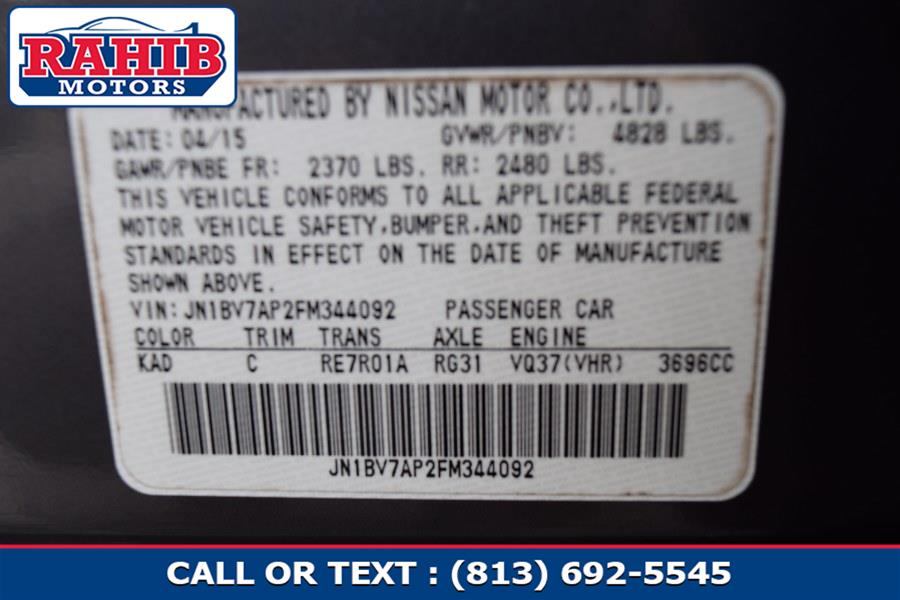 RAHIB
MOTORS
MANUFACTURED BY NISSAN MOTOR CO.,LTD.
DATE: 04/15 GVWR/PNBV: 4828 LBS.
GAWR/PNBE FR: 2370 LBS. RR: 2480 LBS.
THIS VEHICLE CONFORMS TO ALL APPLICABLE FEDERAL
MOTOR VEHICLE SAFETY,BUMPER,AND THEFT PREVENTION
STANDARDS IN EFFECT ON THE DATE OF MANUFACTURE
SHOWN ABOVE.
VIN:JN1BV7AP2FM344092 PASSENGER CAR
COLOR TRIM TRANS AXLE ENGINE
KAD C RE7R01A RG31 VQ37(VHR) 3696CC
JN1BV7AP2FM344092
CALL OR TEXT : (813) 692-5545